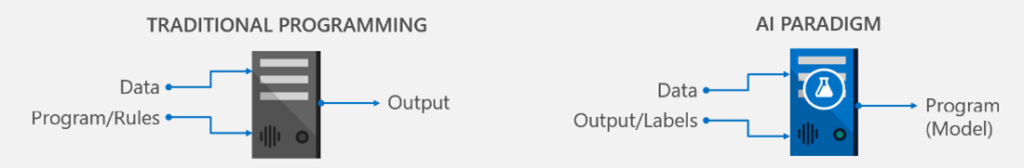 TRADITIONAL PROGRAMMING
Data
Program/Rules
Output
AI PARADIGM
Data
Output/Labels
Program
(Model)